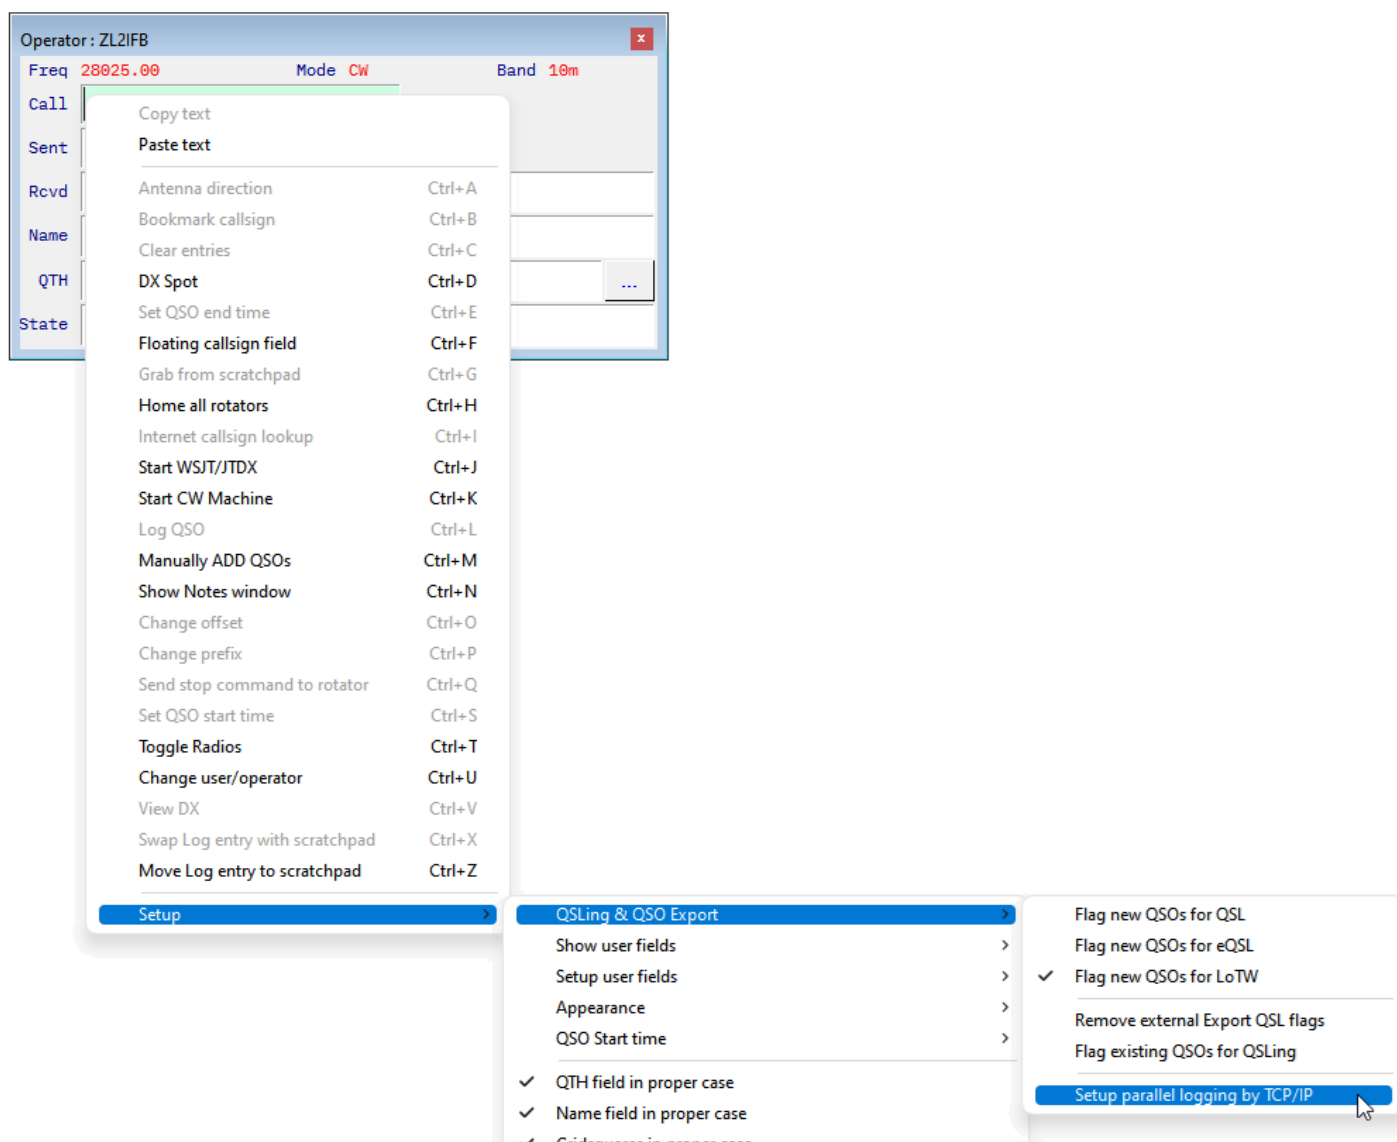 Operator : ZL2IFB
x
Freq 28025.00 Mode CW Band 10m
Call
Sent
Rcvd
Name
QTH
...
State
Copy text
Paste text
Antenna direction Ctrl+A
Bookmark callsign Ctrl+B
Clear entries Ctrl+C
DX Spot Ctrl+D
Set QSO end time Ctrl+E
Floating callsign field Ctrl+F
Grab from scratchpad Ctrl+G
Home all rotators Ctrl+H
Internet callsign lookup Ctrl+I
Start WSJT/JTDX Ctrl+J
Start CW Machine Ctrl+K
Log QSO Ctrl+L
Manually ADD QSOs Ctrl+M
Show Notes window Ctrl+N
Change offset Ctrl+O
Change prefix Ctrl+P
Send stop command to rotator Ctrl+Q
Set QSO start time Ctrl+S
Toggle Radios Ctrl+T
Change user/operator Ctrl+U
View DX Ctrl+V
Swap Log entry with scratchpad Ctrl+X
Move Log entry to scratchpad Ctrl+Z
Setup
QSLing & QSO Export
Show user fields
Setup user fields
Appearance
QSO Start time
QTH field in proper case
Name field in proper case
Flag new QSOs for QSL
Flag new QSOs for eQSL
Flag new QSOs for LoTW
Remove external Export QSL flags
Flag existing QSOs for QSLing
Setup parallel logging by TCP/IP